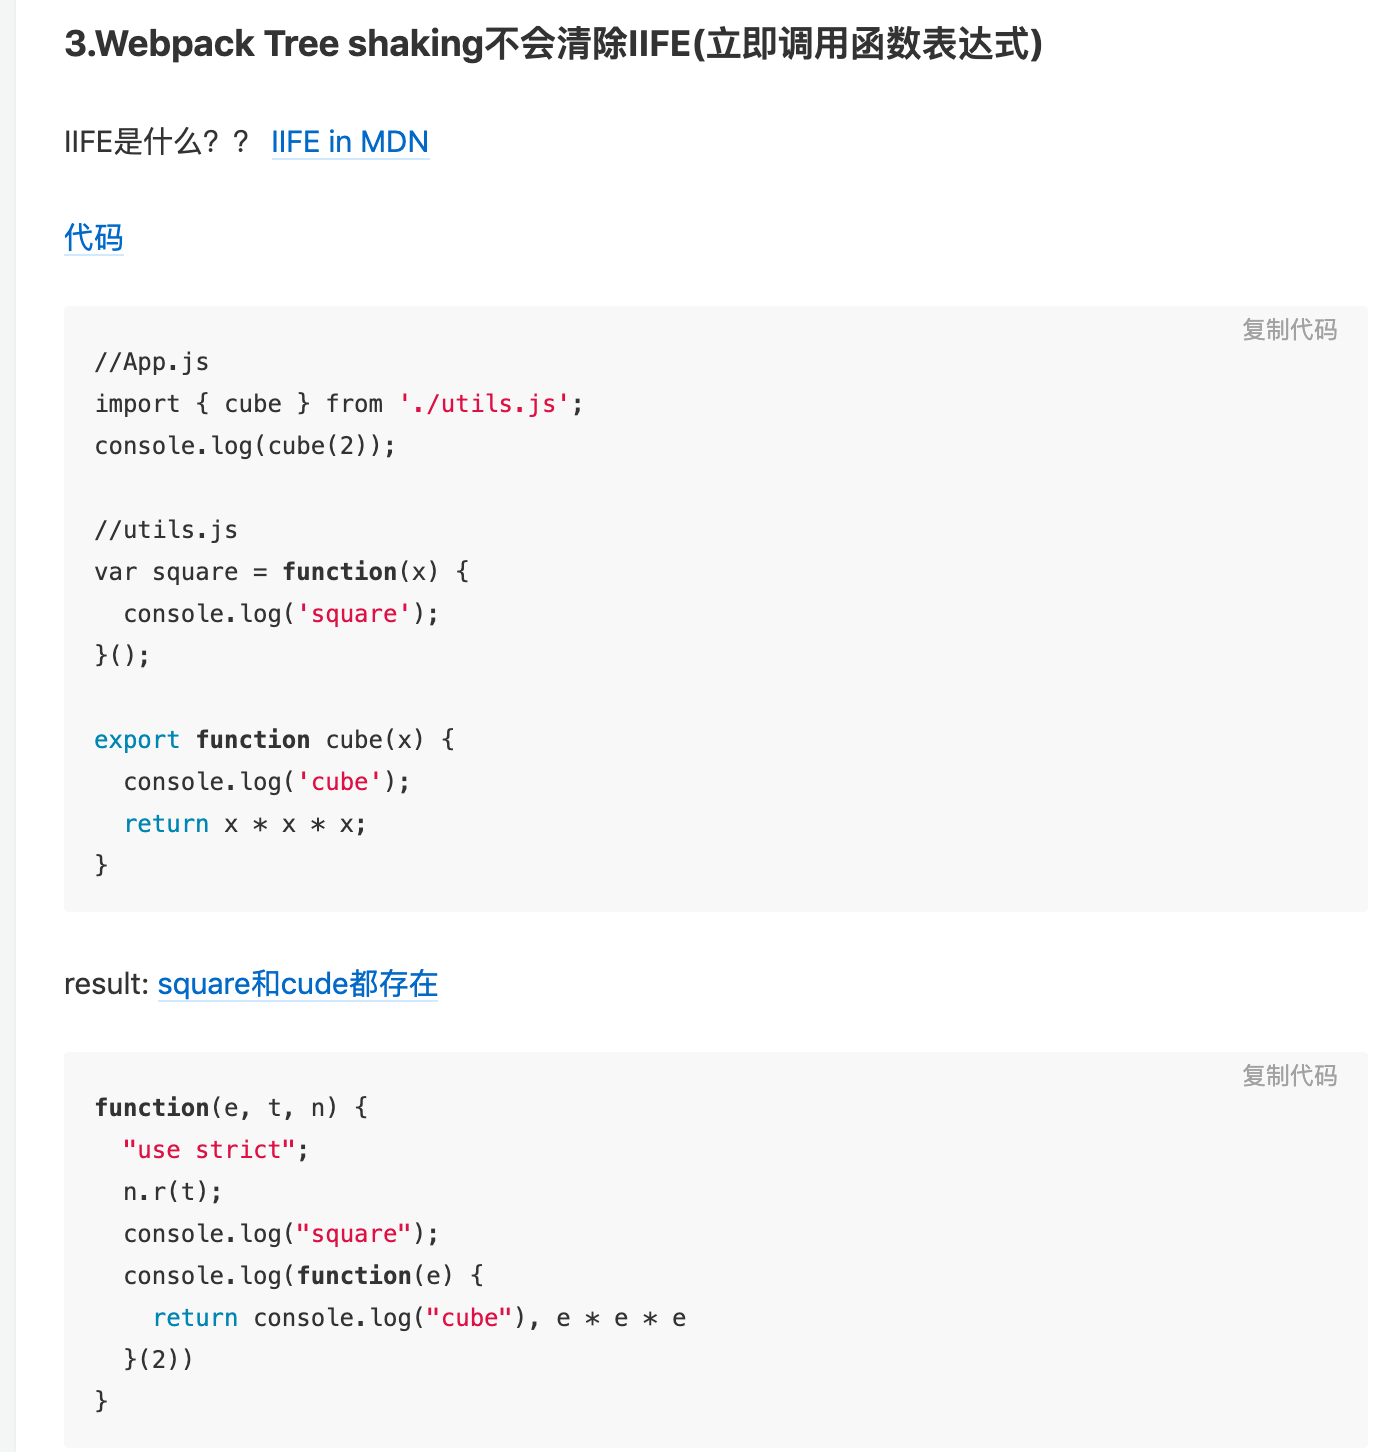 3.Webpack Tree shaking不会清除IIFE(立即调用函数表达式)
IIFE是什么？？ IIFE in MDN
代码
复制代码
//App.js
import { cube } from './utils.js';
console.log(cube(2));

//utils.js
var square = function(x) {
  console.log('square');
}();

export function cube(x) {
  console.log('cube');
  return x * x * x;
}
result: square和cude都存在
复制代码
function(e, t, n) {
  "use strict";
  n.r(t);
  console.log("square");
  console.log(function(e) {
    return console.log("cube"), e * e * e
  }(2))
}